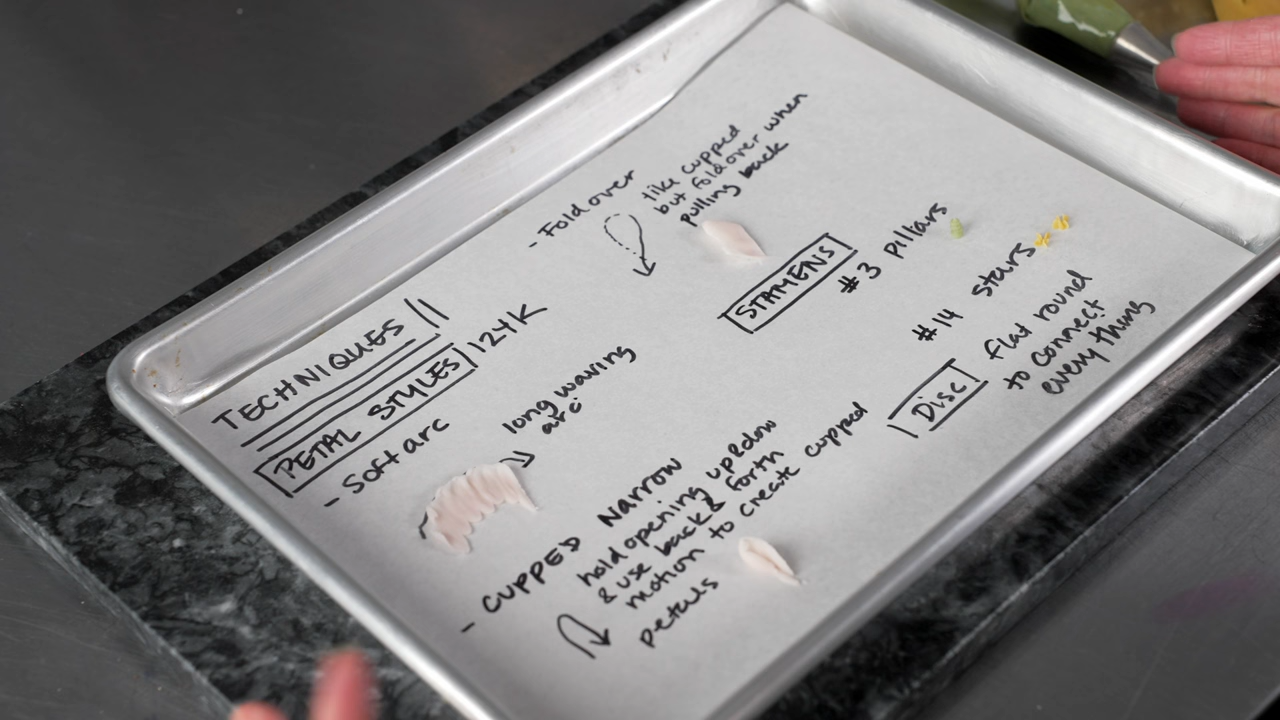 TECHNIQUES
PETAL STYLES 124K
- Soft arc
long waving
arc
- CUPPED Narrow
hold opening up & dow
& use back & forth
motion to create cupped
petals
- Fold over
like cupped
but fold over when
pulling back
STAMENS
#3 pillars
#14 stars
Disc flat round
to connect
every thing